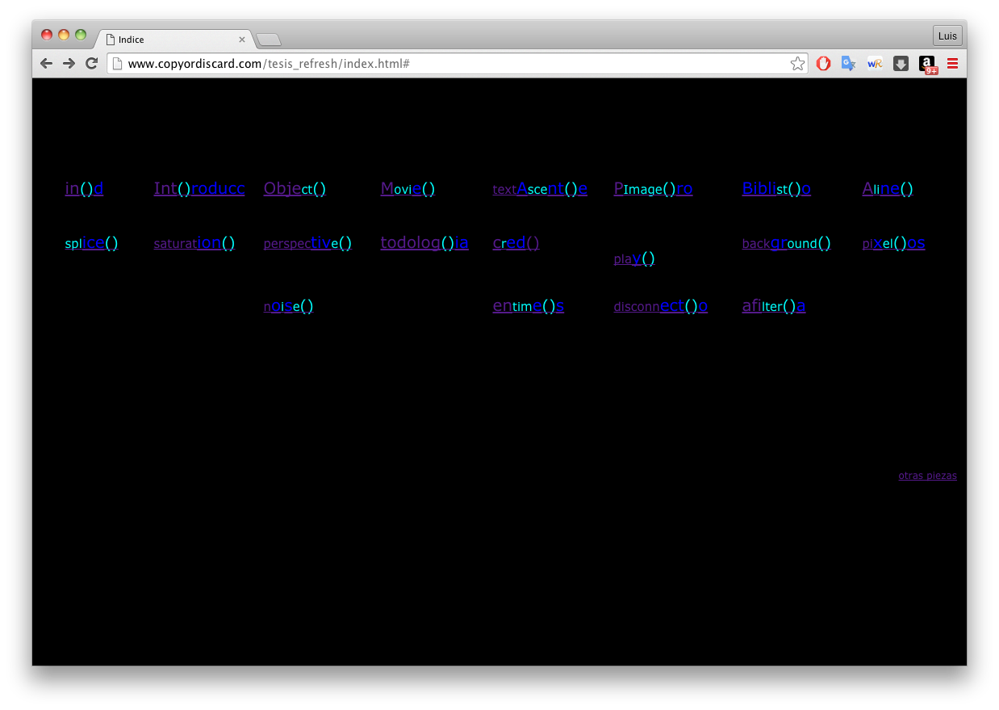 Indice
Luis
www.copyordiscard.com/tesis_refresh/index.html#
wR
a
9+
in()d Int()roducc Object() Movie() textAscent()e PImage()ro Biblist()o Aline()
splice() saturation() perspective() todolog()ia Cred() background() pixel()os
play()
noise() entime()s disconnect()o afilter()a
otras piezas